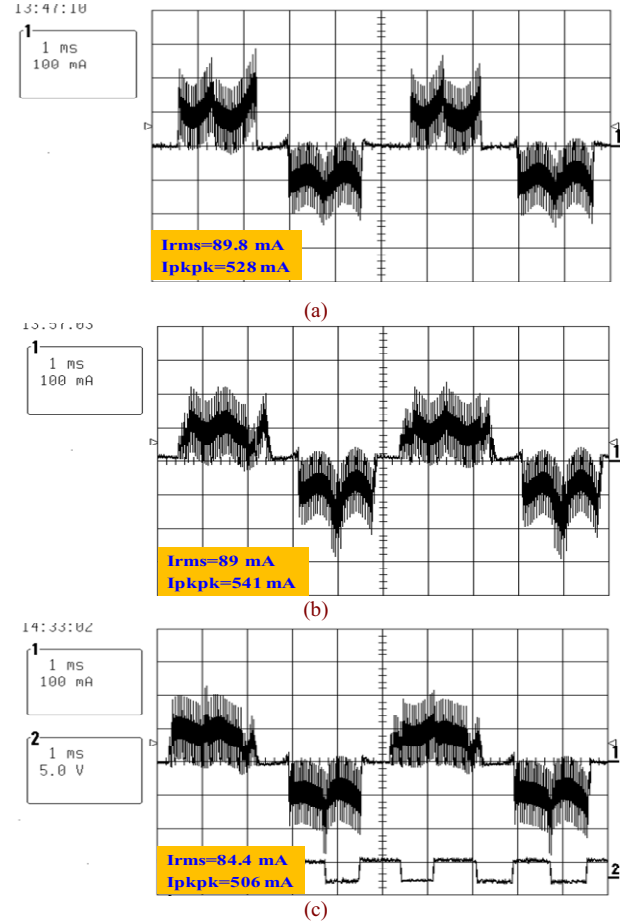 13:47:10
1
1 ms
100 mA
1
Irms=89.8 mA
Ipkpk=528 mA
(a)
13:57:03
1
1 ms
100 mA
1
Irms=89 mA
Ipkpk=541 mA
(b)
14:33:02
1
1 ms
100 mA
2
1 ms
5.0 V
1
Irms=84.4 mA
Ipkpk=506 mA
2
(c)